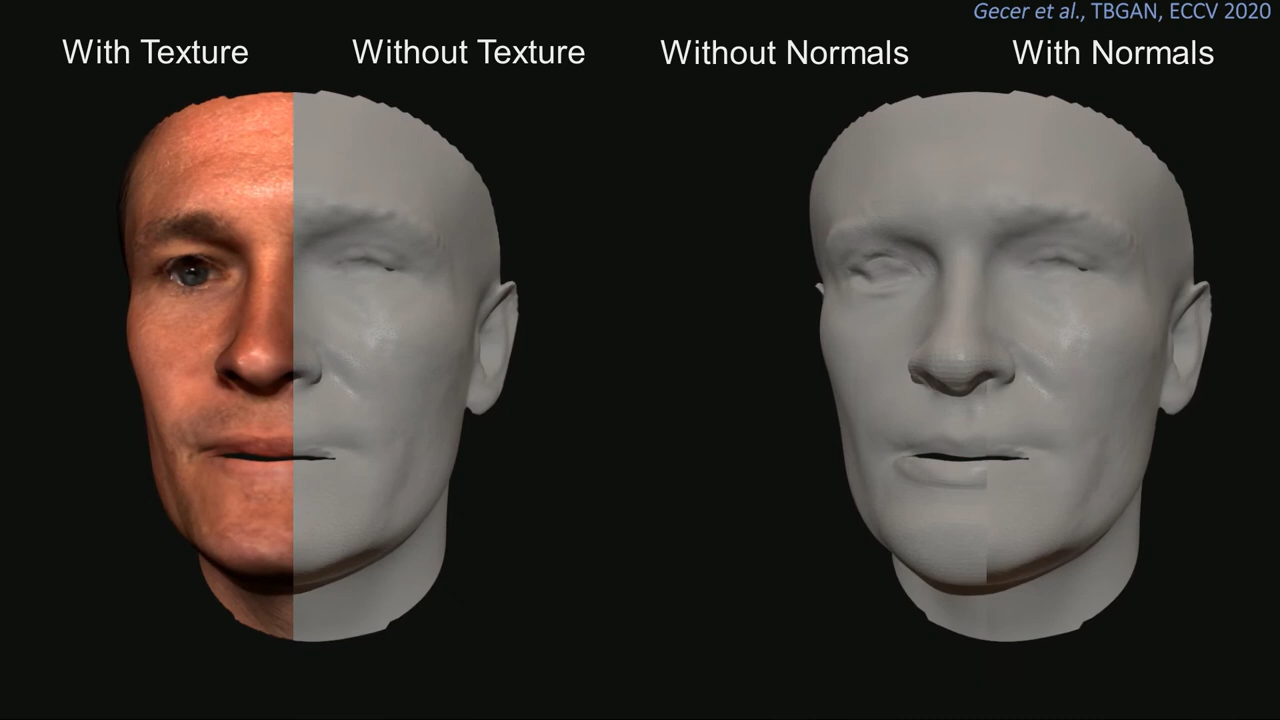 Gecer et al., TBGAN, ECCV 2020
With Texture
Without Texture
Without Normals
With Normals